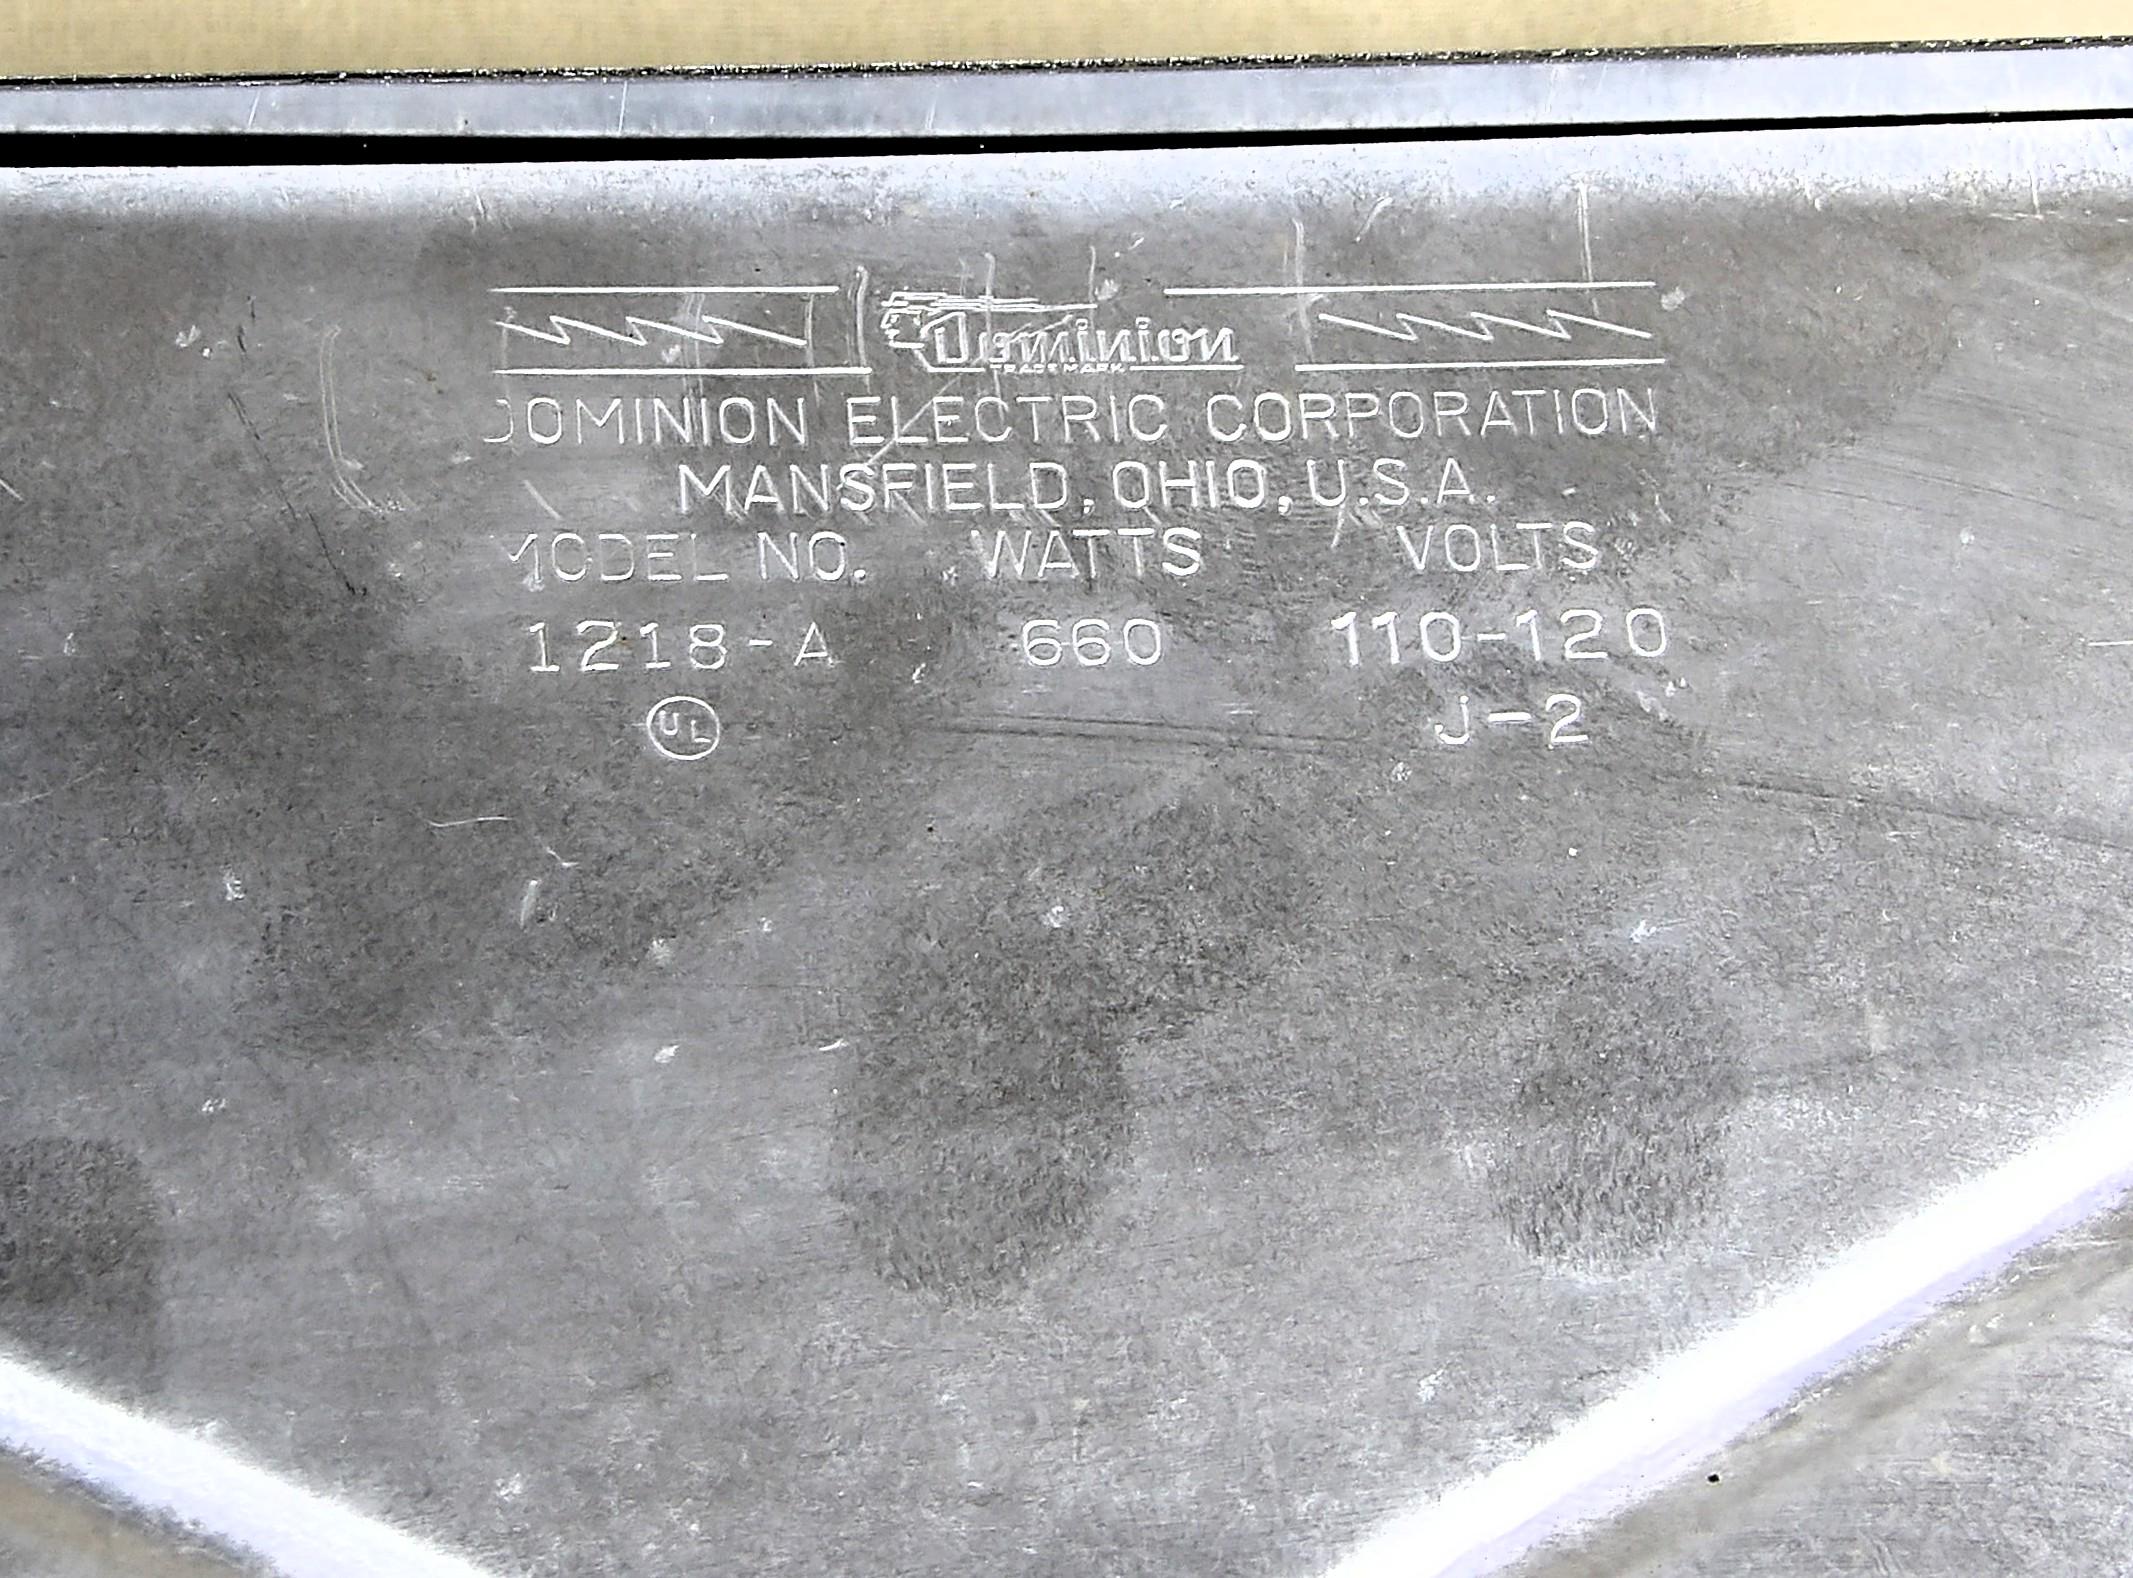 Dominion
TRADE MARK
DOMINION ELECTRIC CORPORATION
MANSFIELD, OHIO, U.S.A.
MODEL NO. WATTS VOLTS
1218-A 660 110-120
UL J-2